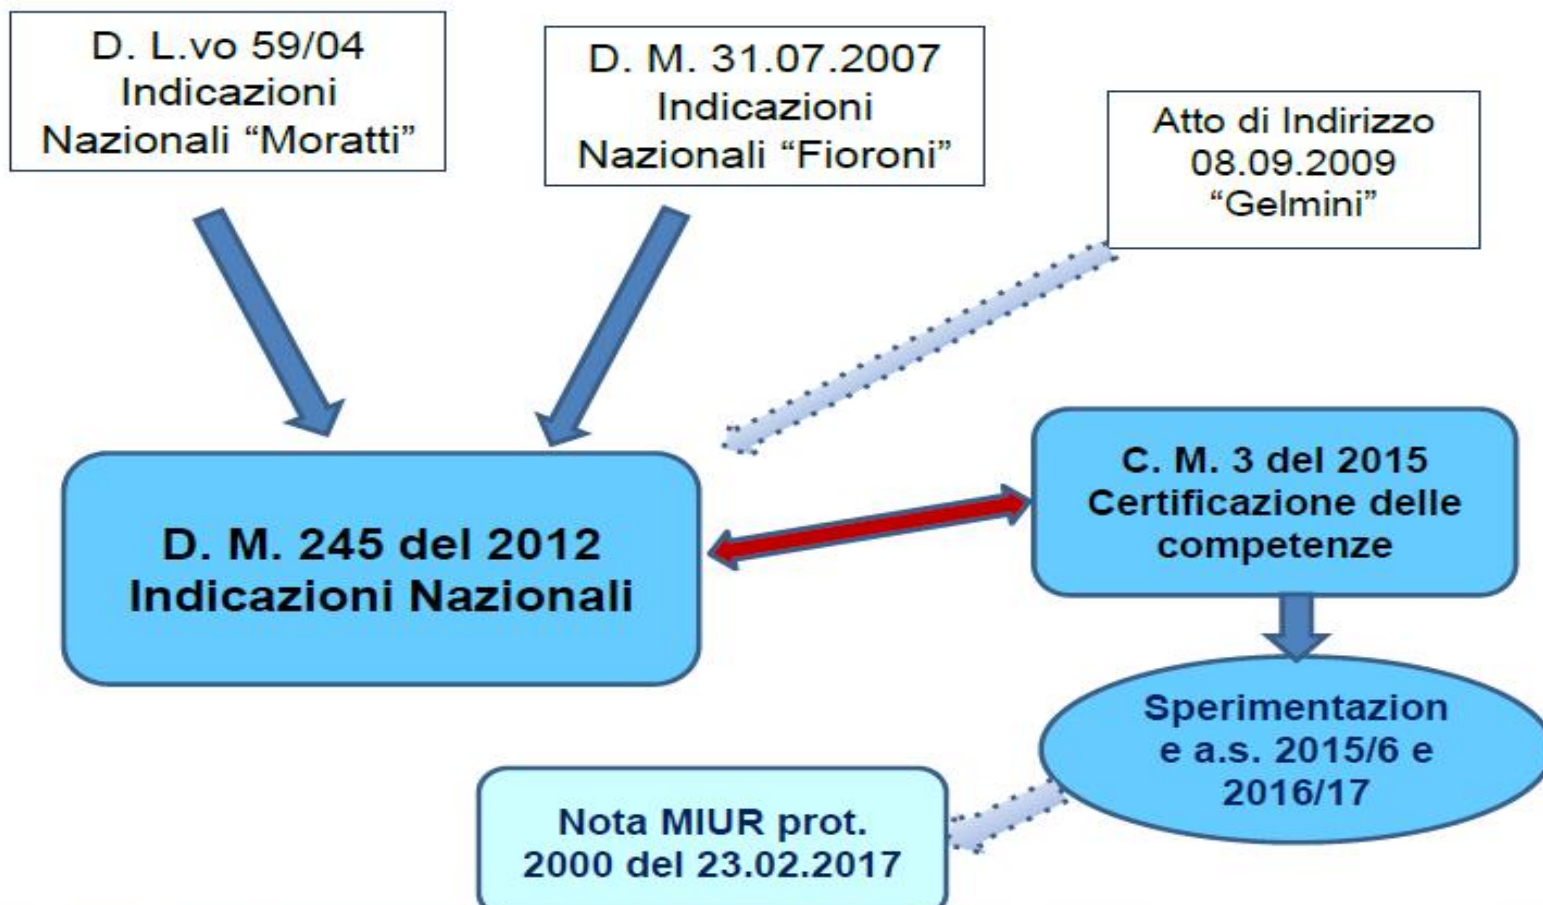 D. L.vo 59/04
Indicazioni
Nazionali “Moratti”
D. M. 31.07.2007
Indicazioni
Nazionali “Fioroni”
Atto di Indirizzo
08.09.2009
“Gelmini”
D. M. 245 del 2012
Indicazioni Nazionali
C. M. 3 del 2015
Certificazione delle
competenze
Sperimentazion
e a.s. 2015/6 e
2016/17
Nota MIUR prot.
2000 del 23.02.2017